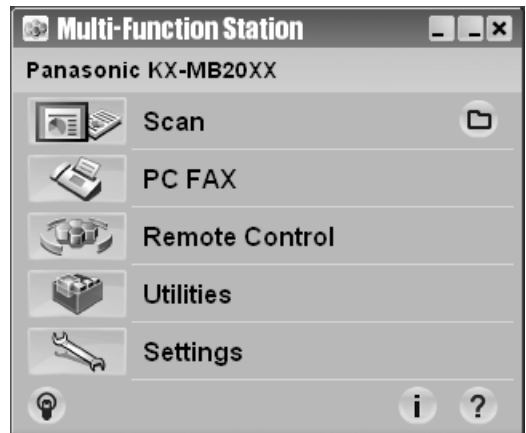 Multi-Function Station
Panasonic KX-MB20XX
Scan
PC FAX
Remote Control
Utilities
Settings
i ?